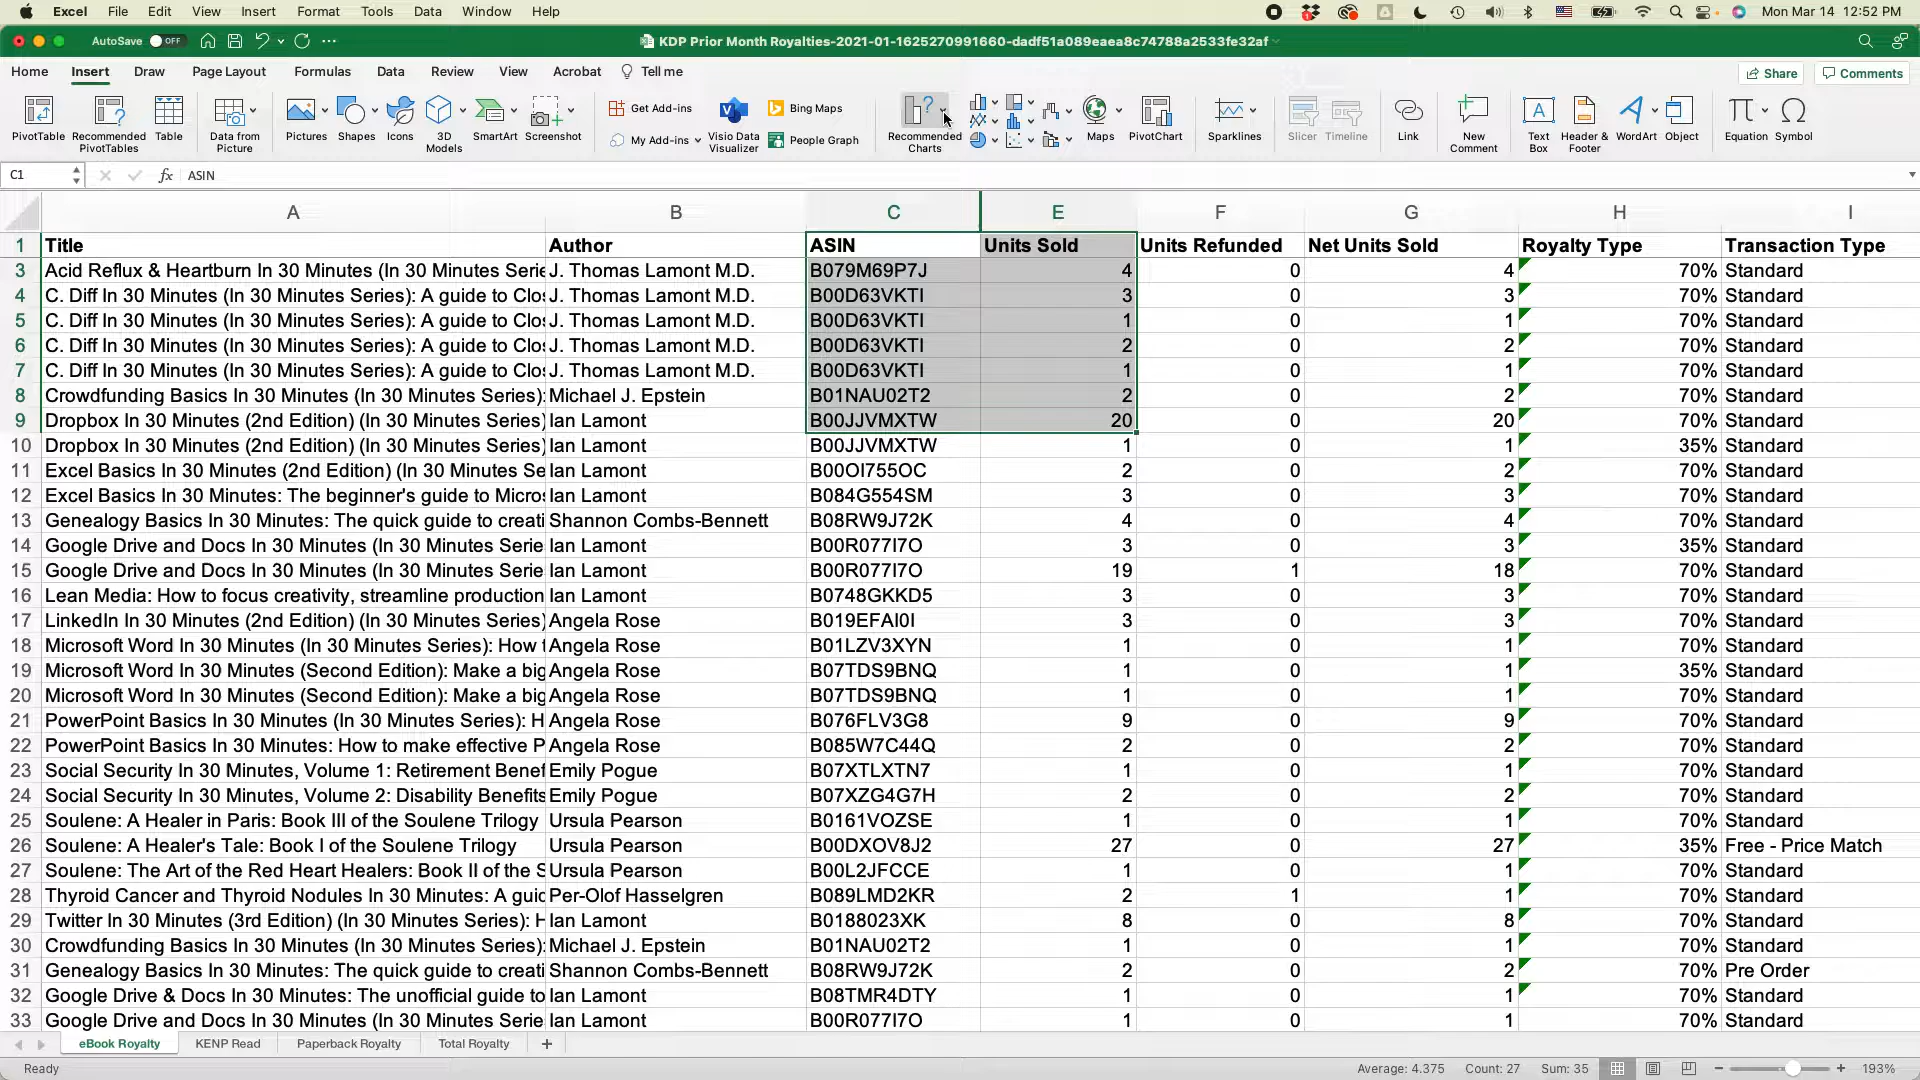 Excel File Edit View Insert Format Tools Data Window Help Mon Mar 14 12:52 PM
AutoSave OFF KDP Prior Month Royalties-2021-01-1625270991660-dadf51a089eaea8c74788a2533fe32af
Home Insert Draw Page Layout Formulas Data Review View Acrobat Tell me Share Comments
PivotTable Recommended PivotTables Table Data from Picture Pictures Shapes Icons 3D Models SmartArt Screenshot Get Add-ins My Add-ins Visio Data Visualizer Bing Maps People Graph Recommended Charts Maps PivotChart Sparklines Slicer Timeline Link New Comment Text Box Header & Footer WordArt Object Equation Symbol
C1 fx ASIN
A B C E F G H I
1 Title Author ASIN Units Sold Units Refunded Net Units Sold Royalty Type Transaction Type
3 Acid Reflux & Heartburn In 30 Minutes (In 30 Minutes Serie J. Thomas Lamont M.D. B079M69P7J 4 0 4 70% Standard
4 C. Diff In 30 Minutes (In 30 Minutes Series): A guide to Clos J. Thomas Lamont M.D. B00D63VKTI 3 0 3 70% Standard
5 C. Diff In 30 Minutes (In 30 Minutes Series): A guide to Clos J. Thomas Lamont M.D. B00D63VKTI 1 0 1 70% Standard
6 C. Diff In 30 Minutes (In 30 Minutes Series): A guide to Clos J. Thomas Lamont M.D. B00D63VKTI 2 0 2 70% Standard
7 C. Diff In 30 Minutes (In 30 Minutes Series): A guide to Clos J. Thomas Lamont M.D. B00D63VKTI 1 0 1 70% Standard
8 Crowdfunding Basics In 30 Minutes (In 30 Minutes Series): Michael J. Epstein B01NAU02T2 2 0 2 70% Standard
9 Dropbox In 30 Minutes (2nd Edition) (In 30 Minutes Series) Ian Lamont B00JJVMXTW 20 0 20 70% Standard
10 Dropbox In 30 Minutes (2nd Edition) (In 30 Minutes Series) Ian Lamont B00JJVMXTW 1 0 1 35% Standard
11 Excel Basics In 30 Minutes (2nd Edition) (In 30 Minutes Se Ian Lamont B00OI755OC 2 0 2 70% Standard
12 Excel Basics In 30 Minutes: The beginner's guide to Micros Ian Lamont B084G554SM 3 0 3 70% Standard
13 Genealogy Basics In 30 Minutes: The quick guide to creati Shannon Combs-Bennett B08RW9J72K 4 0 4 70% Standard
14 Google Drive and Docs In 30 Minutes (In 30 Minutes Serie Ian Lamont B00R077I7O 3 0 3 35% Standard
15 Google Drive and Docs In 30 Minutes (In 30 Minutes Serie Ian Lamont B00R077I7O 19 1 18 70% Standard
16 Lean Media: How to focus creativity, streamline production Ian Lamont B0748GKKD5 3 0 3 70% Standard
17 LinkedIn In 30 Minutes (2nd Edition) (In 30 Minutes Series) Angela Rose B019EFAI0I 3 0 3 70% Standard
18 Microsoft Word In 30 Minutes (In 30 Minutes Series): How t Angela Rose B01LZV3XYN 1 0 1 70% Standard
19 Microsoft Word In 30 Minutes (Second Edition): Make a big Angela Rose B07TDS9BNQ 1 0 1 35% Standard
20 Microsoft Word In 30 Minutes (Second Edition): Make a big Angela Rose B07TDS9BNQ 1 0 1 70% Standard
21 PowerPoint Basics In 30 Minutes (In 30 Minutes Series): H Angela Rose B076FLV3G8 9 0 9 70% Standard
22 PowerPoint Basics In 30 Minutes: How to make effective P Angela Rose B085W7C44Q 2 0 2 70% Standard
23 Social Security In 30 Minutes, Volume 1: Retirement Benef Emily Pogue B07XTLXTN7 1 0 1 70% Standard
24 Social Security In 30 Minutes, Volume 2: Disability Benefits Emily Pogue B07XZG4G7H 2 0 2 70% Standard
25 Soulene: A Healer in Paris: Book III of the Soulene Trilogy Ursula Pearson B0161VOZSE 1 0 1 70% Standard
26 Soulene: A Healer's Tale: Book I of the Soulene Trilogy Ursula Pearson B00DXOV8J2 27 0 27 35% Free - Price Match
27 Soulene: The Art of the Red Heart Healers: Book II of the S Ursula Pearson B00L2JFCCE 1 0 1 70% Standard
28 Thyroid Cancer and Thyroid Nodules In 30 Minutes: A guic Per-Olof Hasselgren B089LMD2KR 2 1 1 70% Standard
29 Twitter In 30 Minutes (3rd Edition) (In 30 Minutes Series): H Ian Lamont B0188023XK 8 0 8 70% Standard
30 Crowdfunding Basics In 30 Minutes (In 30 Minutes Series): Michael J. Epstein B01NAU02T2 1 0 1 70% Standard
31 Genealogy Basics In 30 Minutes: The quick guide to creati Shannon Combs-Bennett B08RW9J72K 2 0 2 70% Pre Order
32 Google Drive & Docs In 30 Minutes: The unofficial guide to Ian Lamont B08TMR4DTY 1 0 1 70% Standard
33 Google Drive and Docs In 30 Minutes (In 30 Minutes Serie Ian Lamont B00R077I7O 1 0 1 70% Standard
eBook Royalty KENP Read Paperback Royalty Total Royalty +
Ready Average: 4.375 Count: 27 Sum: 35 193%